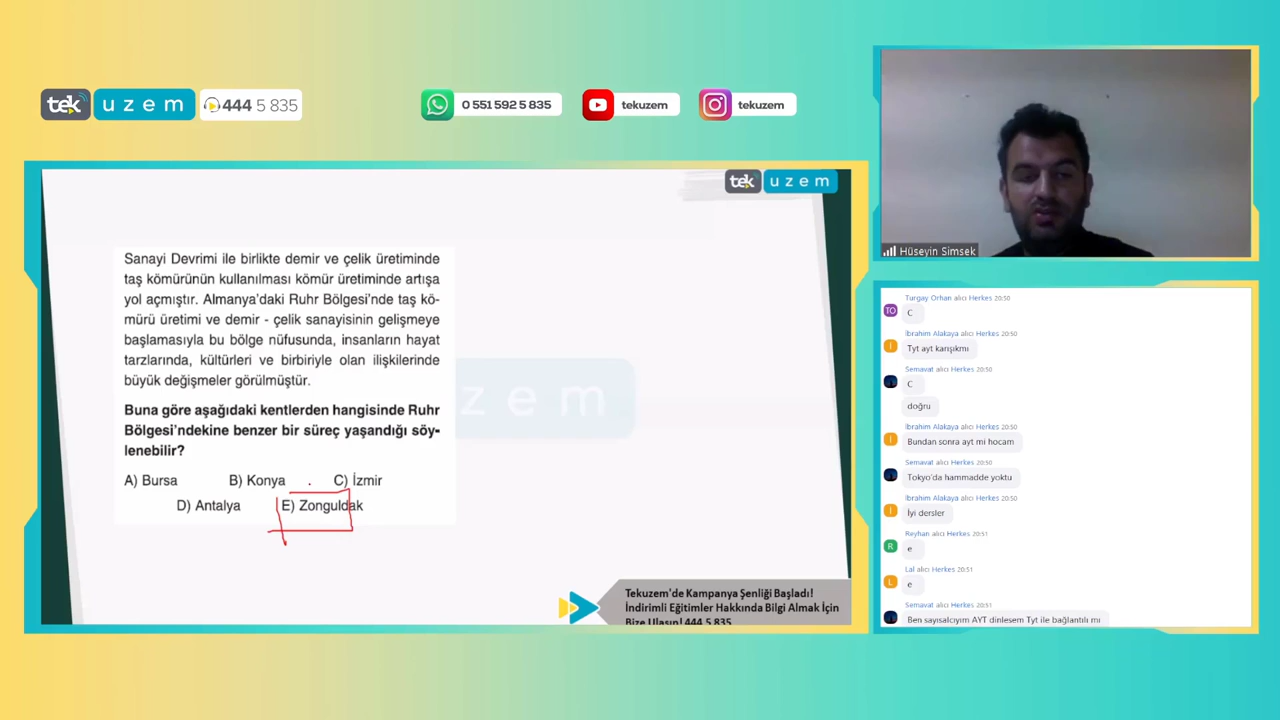 tek uzem 444 5 835
0 551 592 5 835
tekuzem
tekuzem
tek uzem
Sanayi Devrimi ile birlikte demir ve çelik üretiminde
taş kömürünün kullanılması kömür üretiminde artışa
yol açmıştır. Almanya'daki Ruhr Bölgesi'nde taş kö-
mürü üretimi ve demir - çelik sanayisinin gelişmeye
başlamasıyla bu bölge nüfusunda, insanların hayat
tarzlarında, kültürleri ve birbiriyle olan ilişkilerinde
büyük değişmeler görülmüştür.
zem
Buna göre aşağıdaki kentlerden hangisinde Ruhr
Bölgesi'ndekine benzer bir süreç yaşandığı söy-
lenebilir?
A) Bursa B) Konya . C) İzmir
D) Antalya E) Zonguldak
Tekuzem'de Kampanya Şenliği Başladı!
İndirimli Eğitimler Hakkında Bilgi Almak İçin
Bize Ulaşın! 444 5 835
Hüseyin Simsek
Turgay Orhan alıcı Herkes 20:50
TO C
İbrahim Alakaya alıcı Herkes 20:50
I Tyt ayt karışıkmı
Semavat alıcı Herkes 20:50
C
doğru
İbrahim Alakaya alıcı Herkes 20:50
I Bundan sonra ayt mi hocam
Semavat alıcı Herkes 20:50
Tokyo'da hammadde yoktu
İbrahim Alakaya alıcı Herkes 20:50
I İyi dersler
Reyhan alıcı Herkes 20:51
R e
Lal alıcı Herkes 20:51
L e
Semavat alıcı Herkes 20:51
Ben sayısalcıyım AYT dinlesem Tyt ile bağlantılı mı